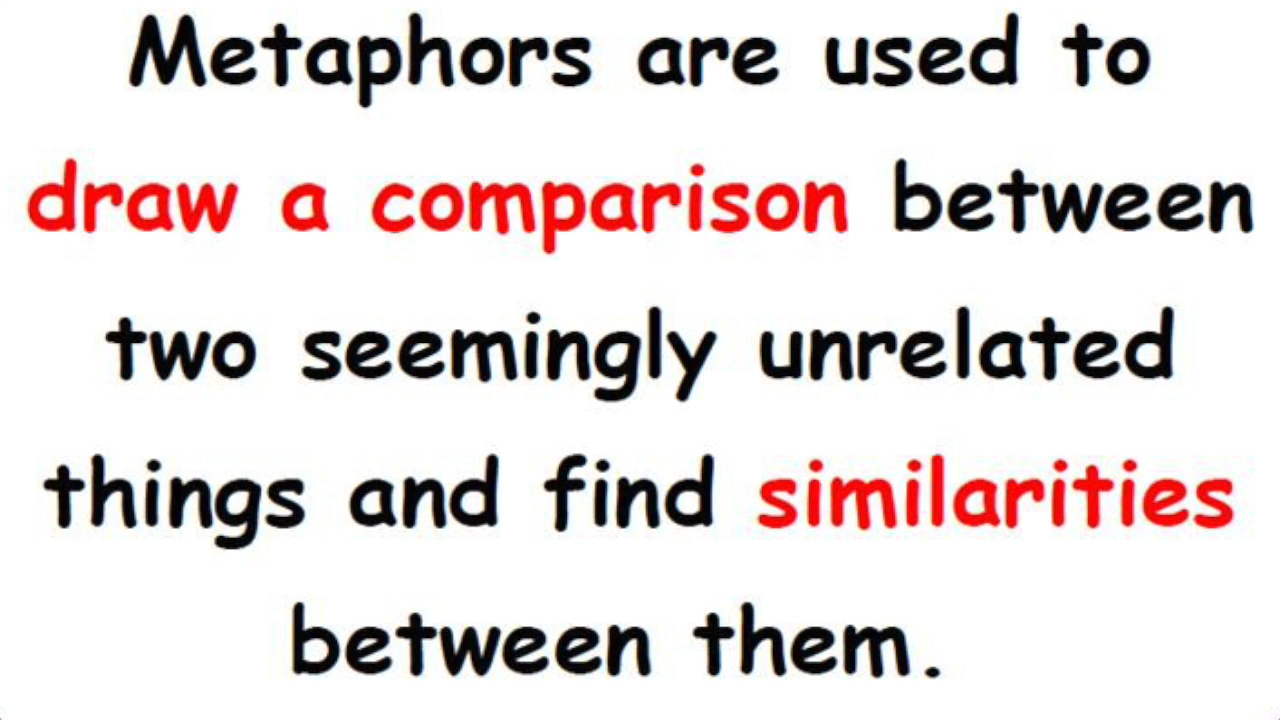 Metaphors are used to
draw a comparison between
two seemingly unrelated
things and find similarities
between them.